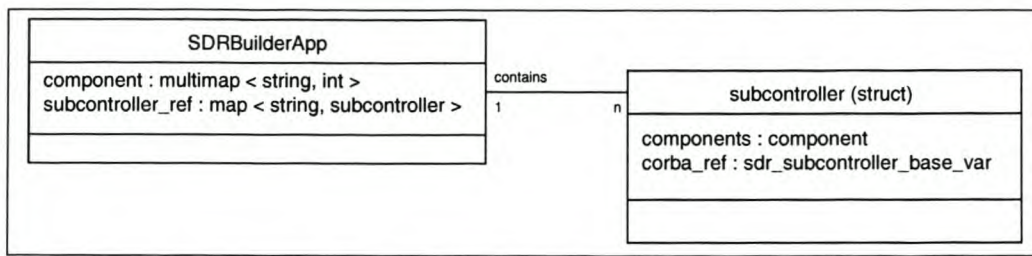 SDRBuilderApp
component : multimap < string, int >
subcontroller_ref : map < string, subcontroller >
contains
1
n
subcontroller (struct)
components : component
corba_ref : sdr_subcontroller_base_var